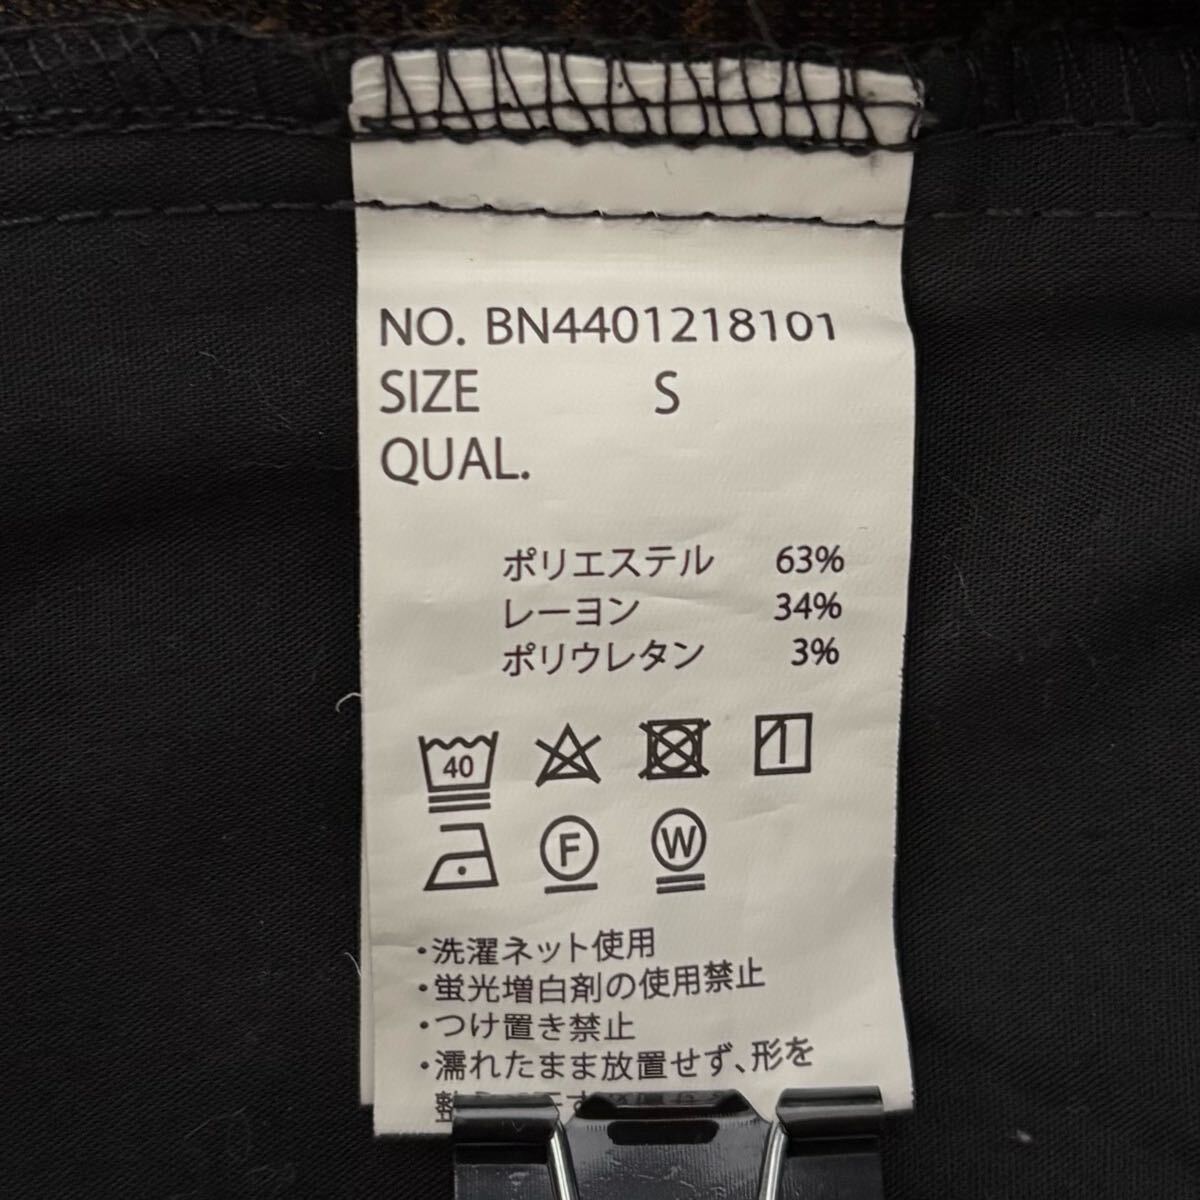 NO. BN4401218101
SIZE S
QUAL.
ポリエステル 63%
レーヨン 34%
ポリウレタン 3%
40
F W
・洗濯ネット使用
・蛍光増白剤の使用禁止
・つけ置き禁止
・濡れたまま放置せず、形を